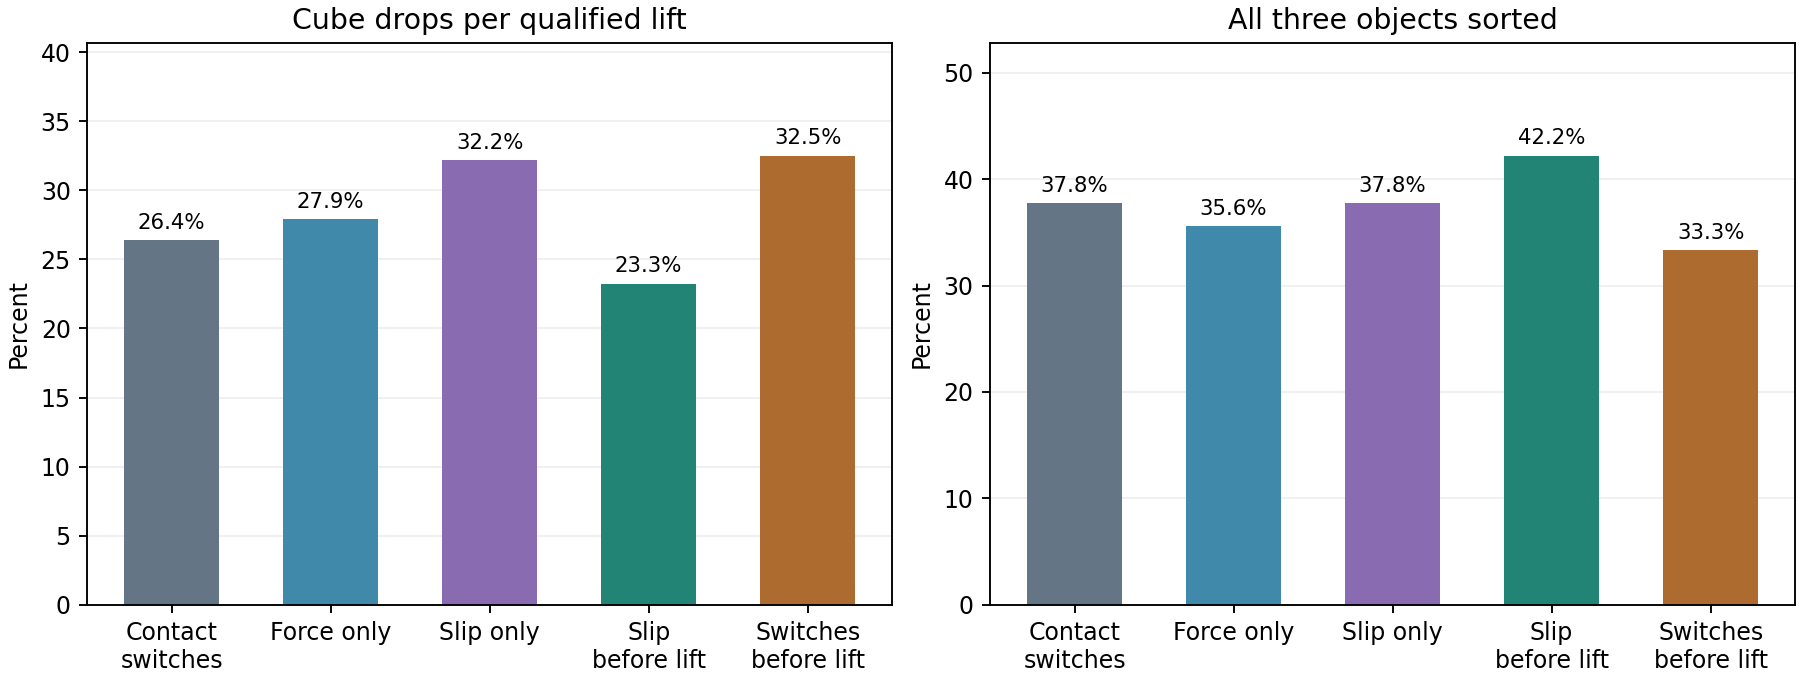 Cube drops per qualified lift
Percent
40
35
30
25
20
15
10
5
0
26.4%
27.9%
32.2%
23.3%
32.5%
Contact
switches
Force only
Slip only
Slip
before lift
Switches
before lift
All three objects sorted
Percent
50
40
30
20
10
0
37.8%
35.6%
37.8%
42.2%
33.3%
Contact
switches
Force only
Slip only
Slip
before lift
Switches
before lift